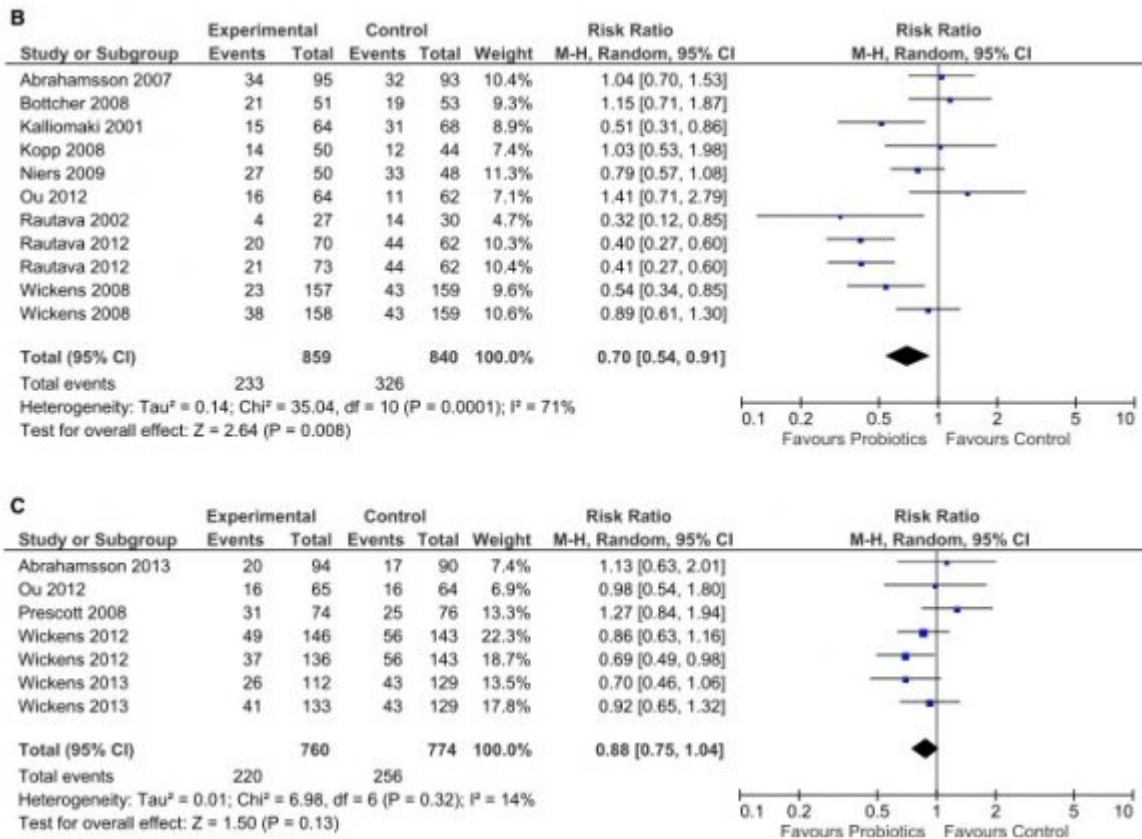 B
Experimental Control Risk Ratio Risk Ratio
Study or Subgroup Events Total Events Total Weight M-H, Random, 95% CI M-H, Random, 95% CI
Abrahamsson 2007 34 95 32 93 10.4% 1.04 [0.70, 1.53]
Bottcher 2008 21 51 19 53 9.3% 1.15 [0.71, 1.87]
Kalliomaki 2001 15 64 31 68 8.9% 0.51 [0.31, 0.86]
Kopp 2008 14 50 12 44 7.4% 1.03 [0.53, 1.98]
Niers 2009 27 50 33 48 11.3% 0.79 [0.57, 1.08]
Ou 2012 16 64 11 62 7.1% 1.41 [0.71, 2.79]
Rautava 2002 4 27 14 30 4.7% 0.32 [0.12, 0.85]
Rautava 2012 20 70 44 62 10.3% 0.40 [0.27, 0.60]
Rautava 2012 21 73 44 62 10.4% 0.41 [0.27, 0.60]
Wickens 2008 23 157 43 159 9.6% 0.54 [0.34, 0.85]
Wickens 2008 38 158 43 159 10.6% 0.89 [0.61, 1.30]
Total (95% CI) 859 840 100.0% 0.70 [0.54, 0.91]
Total events 233 326
Heterogeneity: Tau² = 0.14; Chi² = 35.04, df = 10 (P = 0.0001); I² = 71%
Test for overall effect: Z = 2.64 (P = 0.008)
0.1 0.2 0.5 1 2 5 10
Favours Probiotics Favours Control
C
Experimental Control Risk Ratio Risk Ratio
Study or Subgroup Events Total Events Total Weight M-H, Random, 95% CI M-H, Random, 95% CI
Abrahamsson 2013 20 94 17 90 7.4% 1.13 [0.63, 2.01]
Ou 2012 16 65 16 64 6.9% 0.98 [0.54, 1.80]
Prescott 2008 31 74 25 76 13.3% 1.27 [0.84, 1.94]
Wickens 2012 49 146 56 143 22.3% 0.86 [0.63, 1.16]
Wickens 2012 37 136 56 143 18.7% 0.69 [0.49, 0.98]
Wickens 2013 26 112 43 129 13.5% 0.70 [0.46, 1.06]
Wickens 2013 41 133 43 129 17.8% 0.92 [0.65, 1.32]
Total (95% CI) 760 774 100.0% 0.88 [0.75, 1.04]
Total events 220 256
Heterogeneity: Tau² = 0.01; Chi² = 6.98, df = 6 (P = 0.32); I² = 14%
Test for overall effect: Z = 1.50 (P = 0.13)
0.1 0.2 0.5 1 2 5 10
Favours Probiotics Favours Control